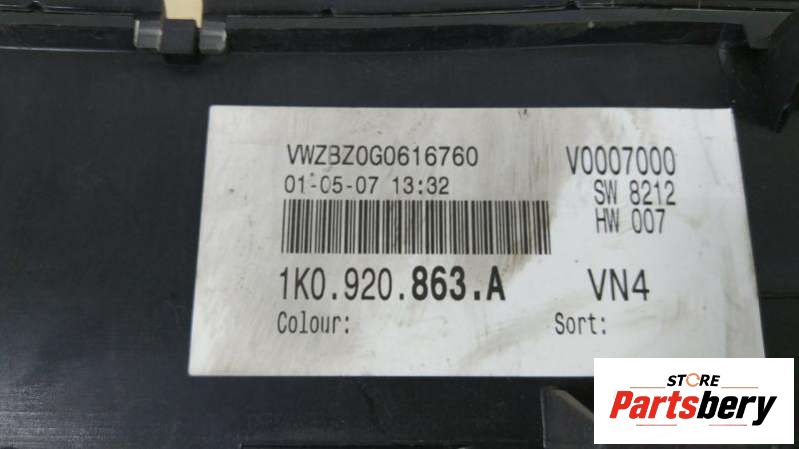 VWZBZ0G0616760
V0007000
01-05-07 13:32
SW 8212
HW 007
1K0.920.863.A
VN4
Colour:
Sort:
STORE
Partsbery